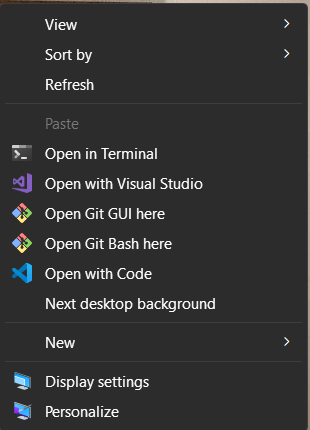 View
Sort by
Refresh
Paste
Open in Terminal
Open with Visual Studio
Open Git GUI here
Open Git Bash here
Open with Code
Next desktop background
New
Display settings
Personalize